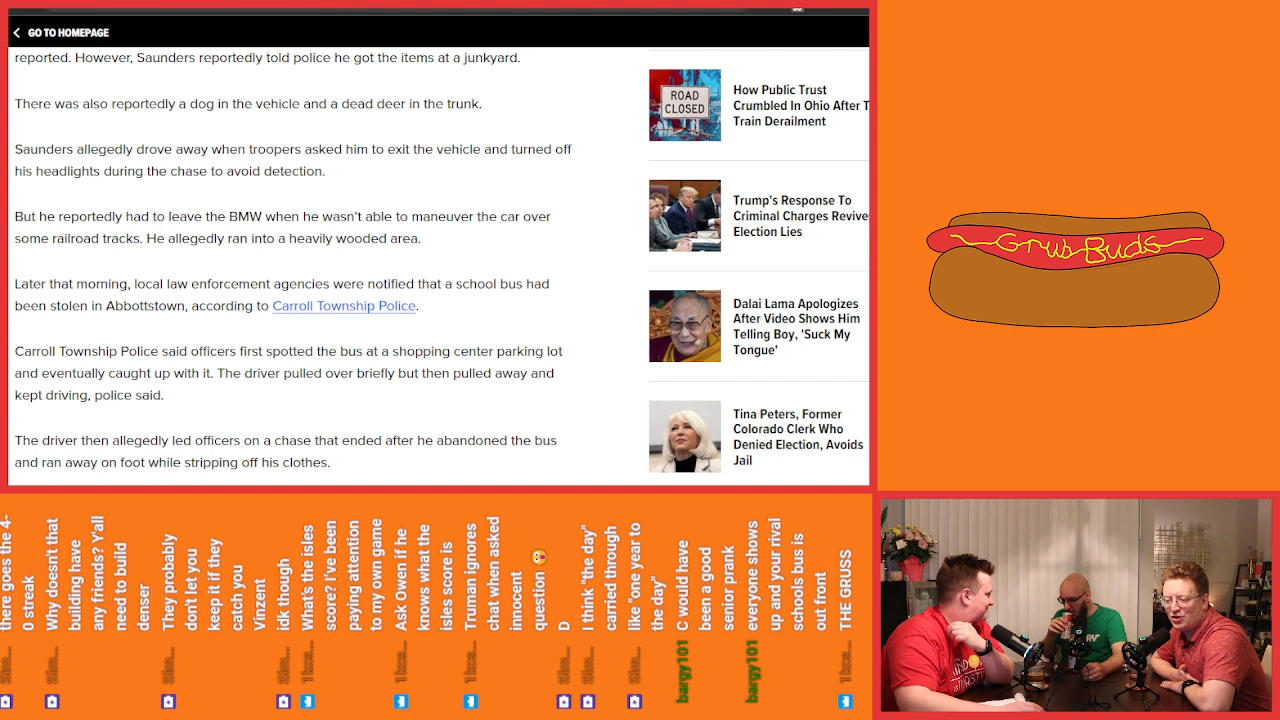 GO TO HOMEPAGE
reported. However, Saunders reportedly told police he got the items at a junkyard.
There was also reportedly a dog in the vehicle and a dead deer in the trunk.
Saunders allegedly drove away when troopers asked him to exit the vehicle and turned off
his headlights during the chase to avoid detection.
But he reportedly had to leave the BMW when he wasn’t able to maneuver the car over
some railroad tracks. He allegedly ran into a heavily wooded area.
Later that morning, local law enforcement agencies were notified that a school bus had
been stolen in Abbottstown, according to Carroll Township Police.
Carroll Township Police said officers first spotted the bus at a shopping center parking lot
and eventually caught up with it. The driver pulled over briefly but then pulled away and
kept driving, police said.
The driver then allegedly led officers on a chase that ended after he abandoned the bus
and ran away on foot while stripping off his clothes.
ROAD
CLOSED
How Public Trust
Crumbled In Ohio After T
Train Derailment
Trump's Response To
Criminal Charges Revive
Election Lies
Dalai Lama Apologizes
After Video Shows Him
Telling Boy, 'Suck My
Tongue'
Tina Peters, Former
Colorado Clerk Who
Denied Election, Avoids
Jail
Grub Buds
there goes the 4-
0 streak
Why doesn't that
building have
any friends? Y'all
need to build
denser
They probably
don't let you
keep it if they
catch you
Vinzent
idk though
What's the isles
score? I've been
paying attention
to my own game
Ask Owen if he
knows what the
isles score is
Truman ignores
chat when asked
innocent
question 😲
D
I think "the day"
carried through
like "one year to
the day"
bargy101 C would have
been a good
senior prank
bargy101 everyone shows
up and your rival
schools bus is
out front
THE GRUSS